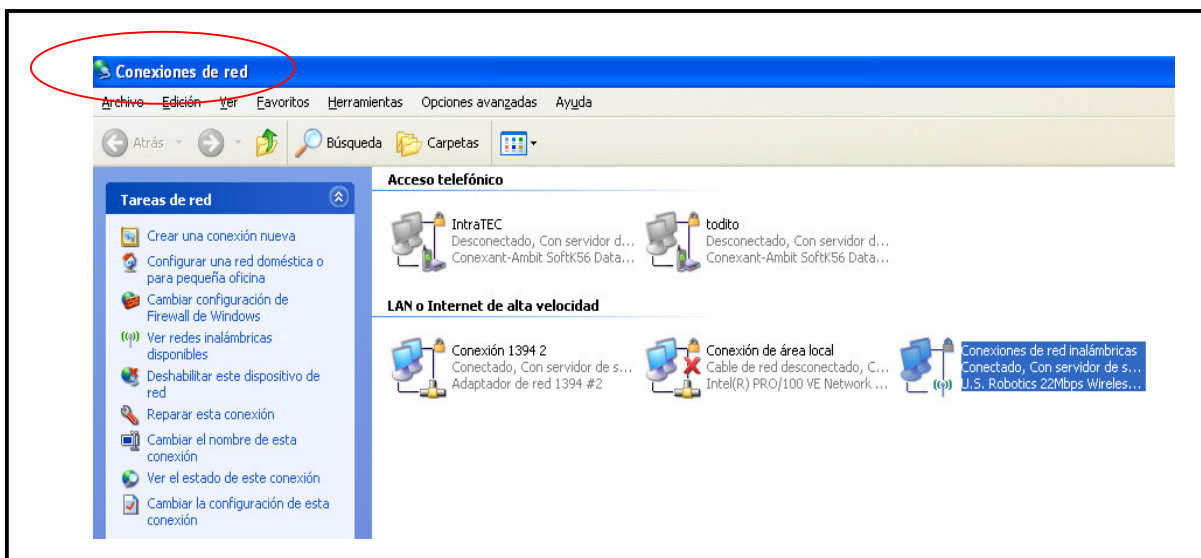 Conexiones de red
Archivo Edición Ver Favoritos Herramientas Opciones avanzadas Ayuda
Atrás Búsqueda Carpetas
Tareas de red
Crear una conexión nueva
Configurar una red doméstica o
para pequeña oficina
Cambiar configuración de
Firewall de Windows
Ver redes inalámbricas
disponibles
Deshabilitar este dispositivo de
red
Reparar esta conexión
Cambiar el nombre de esta
conexión
Ver el estado de este conexión
Cambiar la configuración de esta
conexión
Acceso telefónico
IntraTEC
Desconectado, Con servidor d...
Conexant-Ambit SoftK56 Data...
todito
Desconectado, Con servidor d...
Conexant-Ambit SoftK56 Data...
LAN o Internet de alta velocidad
Conexión 1394 2
Conectado, Con servidor de s...
Adaptador de red 1394 #2
Conexión de área local
Cable de red desconectado, C...
Intel(R) PRO/100 VE Network ...
Conexiones de red inalámbricas
Conectado, Con servidor de s...
U.S. Robotics 22Mbps Wireles...